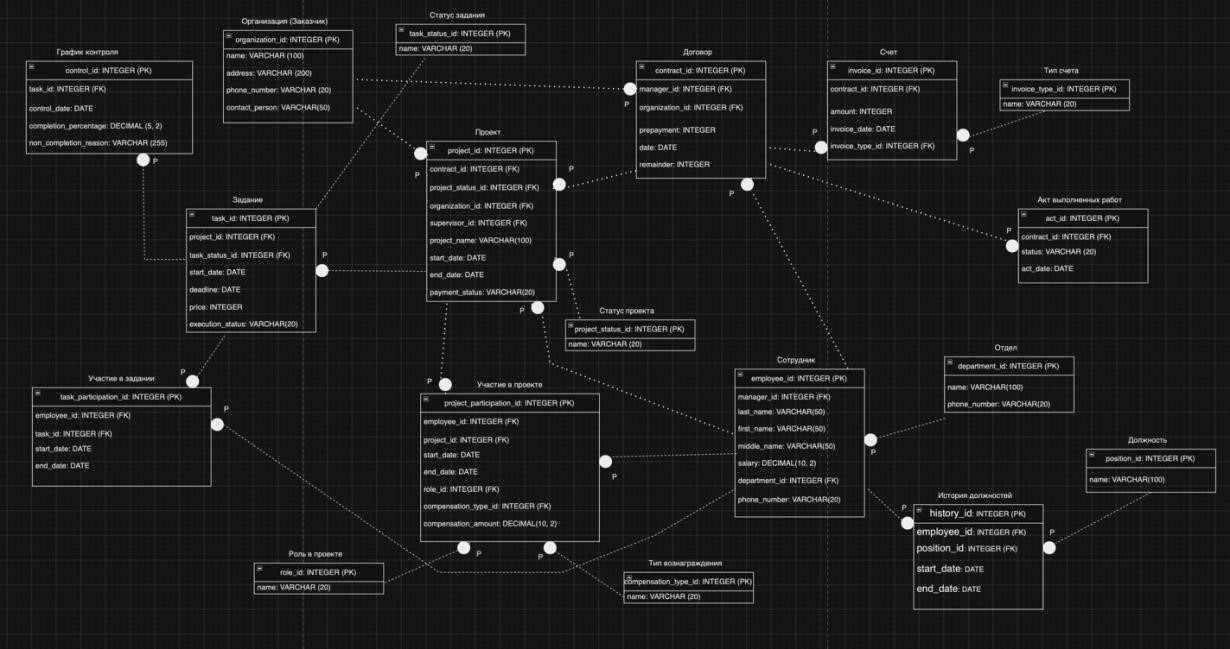 График контроля
control_id: INTEGER (PK)
task_id: INTEGER (FK)
control_date: DATE
completion_percentage: DECIMAL (5, 2)
non_completion_reason: VARCHAR (255)
P
Организация (Заказчик)
organization_id: INTEGER (PK)
name: VARCHAR (100)
address: VARCHAR (200)
phone_number: VARCHAR (20)
contact_person: VARCHAR(50)
Статус задания
task_status_id: INTEGER (PK)
name: VARCHAR (20)
Договор
contract_id: INTEGER (PK)
manager_id: INTEGER (FK)
organization_id: INTEGER (FK)
prepayment: INTEGER
date: DATE
remainder: INTEGER
P
P
Счет
invoice_id: INTEGER (PK)
contract_id: INTEGER (FK)
amount: INTEGER
invoice_date: DATE
invoice_type_id: INTEGER (FK)
P
P
Тип счета
invoice_type_id: INTEGER (PK)
name: VARCHAR (20)
Проект
project_id: INTEGER (PK)
contract_id: INTEGER (FK)
project_status_id: INTEGER (FK)
organization_id: INTEGER (FK)
supervisor_id: INTEGER (FK)
project_name: VARCHAR(100)
start_date: DATE
end_date: DATE
payment_status: VARCHAR(20)
P
P
P
P
Задание
task_id: INTEGER (PK)
project_id: INTEGER (FK)
task_status_id: INTEGER (FK)
start_date: DATE
deadline: DATE
price: INTEGER
execution_status: VARCHAR(20)
P
Акт выполненных работ
act_id: INTEGER (PK)
contract_id: INTEGER (FK)
status: VARCHAR (20)
act_date: DATE
P
Статус проекта
project_status_id: INTEGER (PK)
name: VARCHAR (20)
Участие в задании
task_participation_id: INTEGER (PK)
employee_id: INTEGER (FK)
task_id: INTEGER (FK)
start_date: DATE
end_date: DATE
P
P
Участие в проекте
project_participation_id: INTEGER (PK)
employee_id: INTEGER (FK)
project_id: INTEGER (FK)
start_date: DATE
end_date: DATE
role_id: INTEGER (FK)
compensation_type_id: INTEGER (FK)
compensation_amount: DECIMAL(10, 2)
P
P
P
P
Сотрудник
employee_id: INTEGER (PK)
manager_id: INTEGER (FK)
last_name: VARCHAR(50)
first_name: VARCHAR(50)
middle_name: VARCHAR(50)
salary: DECIMAL(10, 2)
department_id: INTEGER (FK)
phone_number: VARCHAR(20)
P
Отдел
department_id: INTEGER (PK)
name: VARCHAR(100)
phone_number: VARCHAR(20)
Должность
position_id: INTEGER (PK)
name: VARCHAR(100)
История должностей
history_id: INTEGER (PK)
employee_id: INTEGER (FK)
position_id: INTEGER (FK)
start_date: DATE
end_date: DATE
P
P
Роль в проекте
role_id: INTEGER (PK)
name: VARCHAR (20)
Тип вознаграждения
compensation_type_id: INTEGER (PK)
name: VARCHAR (20)